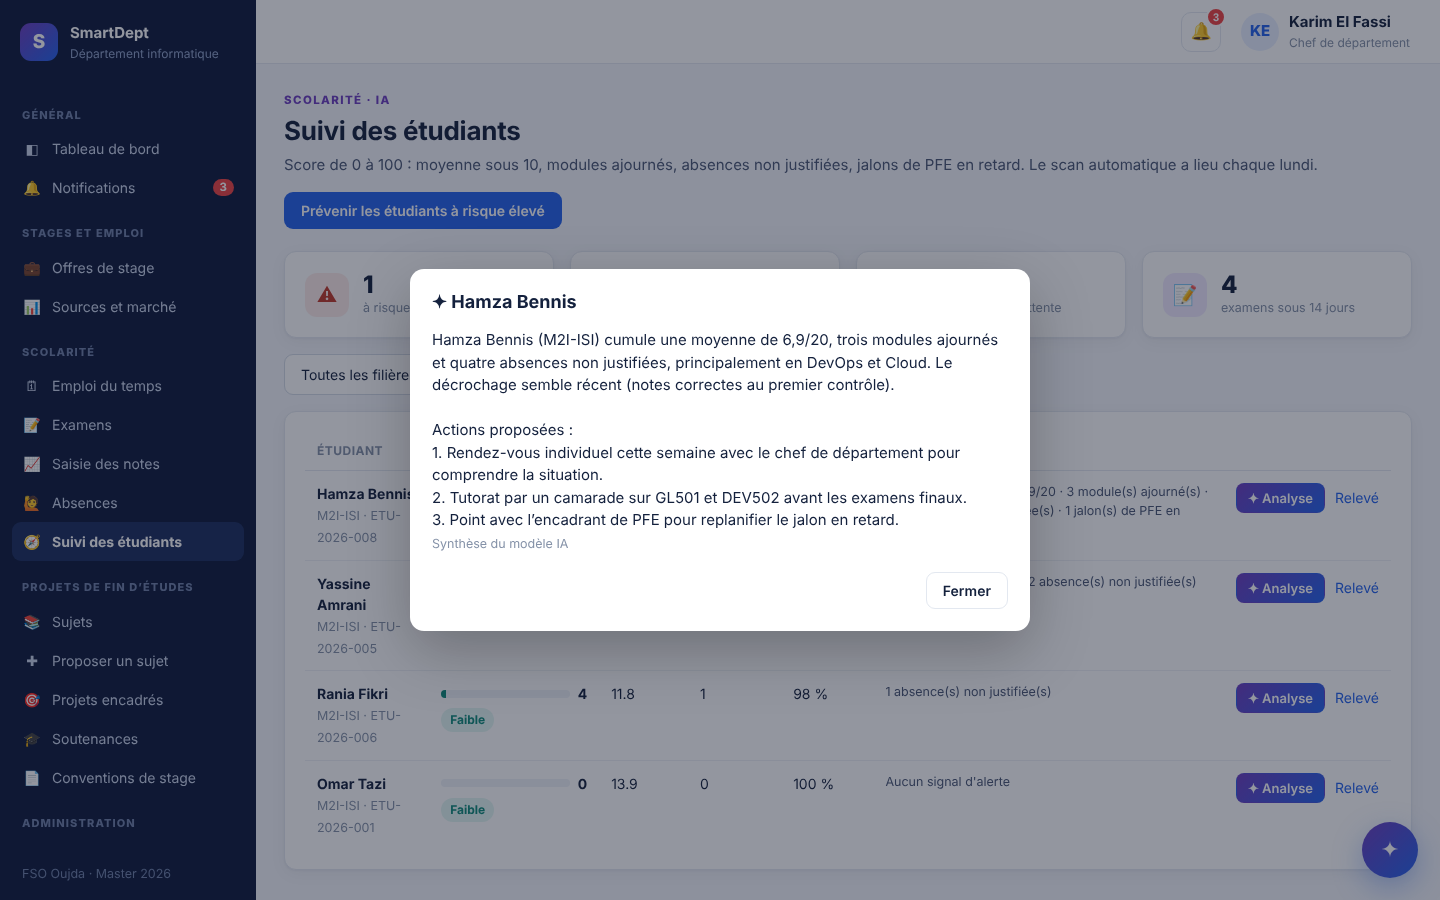 S
SmartDept
Département informatique
GÉNÉRAL
Tableau de bord
Notifications
3
STAGES ET EMPLOI
Offres de stage
Sources et marché
SCOLARITÉ
Emploi du temps
Examens
Saisie des notes
Absences
Suivi des étudiants
PROJETS DE FIN D'ÉTUDES
Sujets
Proposer un sujet
Projets encadrés
Soutenances
Conventions de stage
ADMINISTRATION
FSO Oujda · Master 2026
3
KE
Karim El Fassi
Chef de département
SCOLARITÉ · IA
Suivi des étudiants
Score de 0 à 100 : moyenne sous 10, modules ajournés, absences non justifiées, jalons de PFE en retard. Le scan automatique a lieu chaque lundi.
Prévenir les étudiants à risque élevé
1
à risque
4
examens sous 14 jours
Toutes les
✦ Hamza Bennis
Hamza Bennis (M2I-ISI) cumule une moyenne de 6,9/20, trois modules ajournés
et quatre absences non justifiées, principalement en DevOps et Cloud. Le
décrochage semble récent (notes correctes au premier contrôle).
Actions proposées :
1. Rendez-vous individuel cette semaine avec le chef de département pour
comprendre la situation.
2. Tutorat par un camarade sur GL501 et DEV502 avant les examens finaux.
3. Point avec l'encadrant de PFE pour replanifier le jalon en retard.
Synthèse du modèle IA
Fermer
ÉTUDIANT
Hamza Bennis
M2I-ISI · ETU-
2026-008
9/20 · 3 module(s) ajourné(s) ·
· 1 jalon(s) de PFE en
✦ Analyse
Relevé
Yassine
Amrani
M2I-ISI · ETU-
2026-005
2 absence(s) non justifiée(s)
✦ Analyse
Relevé
Rania Fikri
M2I-ISI · ETU-
2026-006
4
Faible
11.8
1
98 %
1 absence(s) non justifiée(s)
✦ Analyse
Relevé
Omar Tazi
M2I-ISI · ETU-
2026-001
0
Faible
13.9
0
100 %
Aucun signal d'alerte
✦ Analyse
Relevé